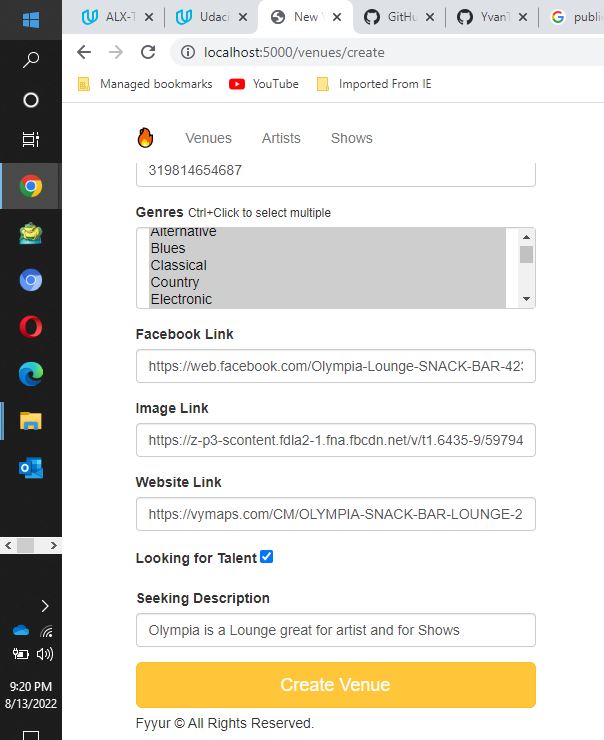 ALX-T
Udaci
New V
GitHu
YvanT
public
localhost:5000/venues/create
Managed bookmarks
YouTube
Imported From IE
Venues
Artists
Shows
319814654687
Genres Ctrl+Click to select multiple
Alternative
Blues
Classical
Country
Electronic
Facebook Link
https://web.facebook.com/Olympia-Lounge-SNACK-BAR-423
Image Link
https://z-p3-scontent.fdla2-1.fna.fbcdn.net/v/t1.6435-9/59794
Website Link
https://vymaps.com/CM/OLYMPIA-SNACK-BAR-LOUNGE-2
Looking for Talent
Seeking Description
Olympia is a Lounge great for artist and for Shows
Create Venue
Fyyur © All Rights Reserved.
9:20 PM
8/13/2022